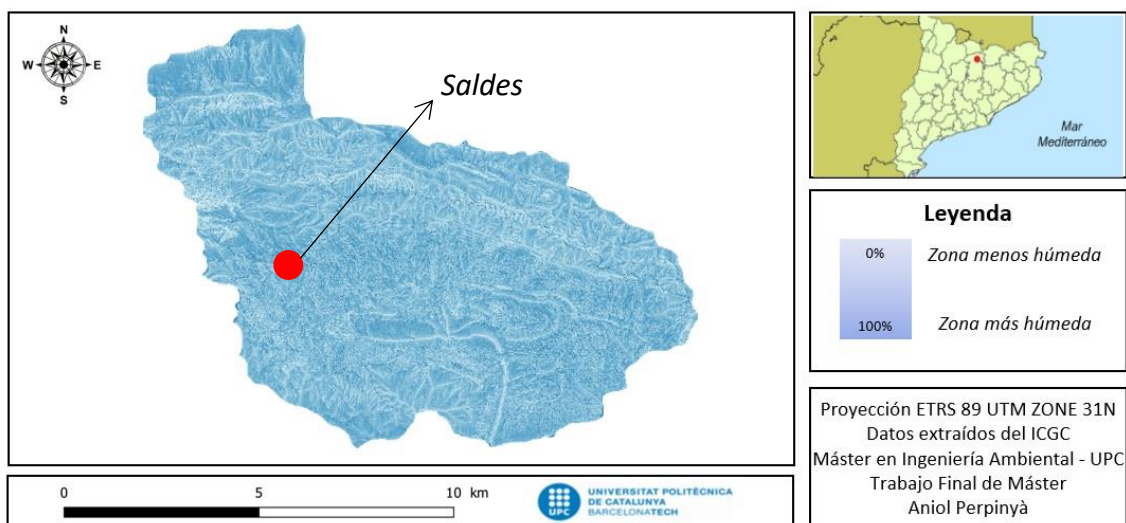 N
W
E
S
Saldes
Mar
Mediterráneo
Leyenda
0%
Zona menos húmeda
100%
Zona más húmeda
Proyección ETRS 89 UTM ZONE 31N
Datos extraídos del ICGC
Máster en Ingeniería Ambiental - UPC
Trabajo Final de Máster
Aniol Perpinyà
0
5
10 km
UPC
UNIVERSITAT POLITÈCNICA
DE CATALUNYA
BARCELONATECH